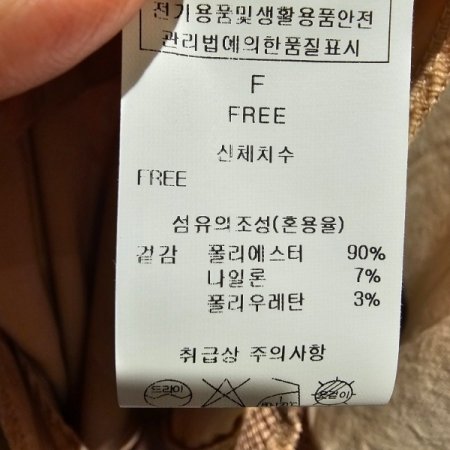 전기용품및생활용품안전
관리법에의한품질표시
F
FREE
신체치수
FREE
섬유의조성(혼용율)
겉감 폴리에스터 90%
나일론 7%
폴리우레탄 3%
취급상 주의사항
드라이 옷걸이